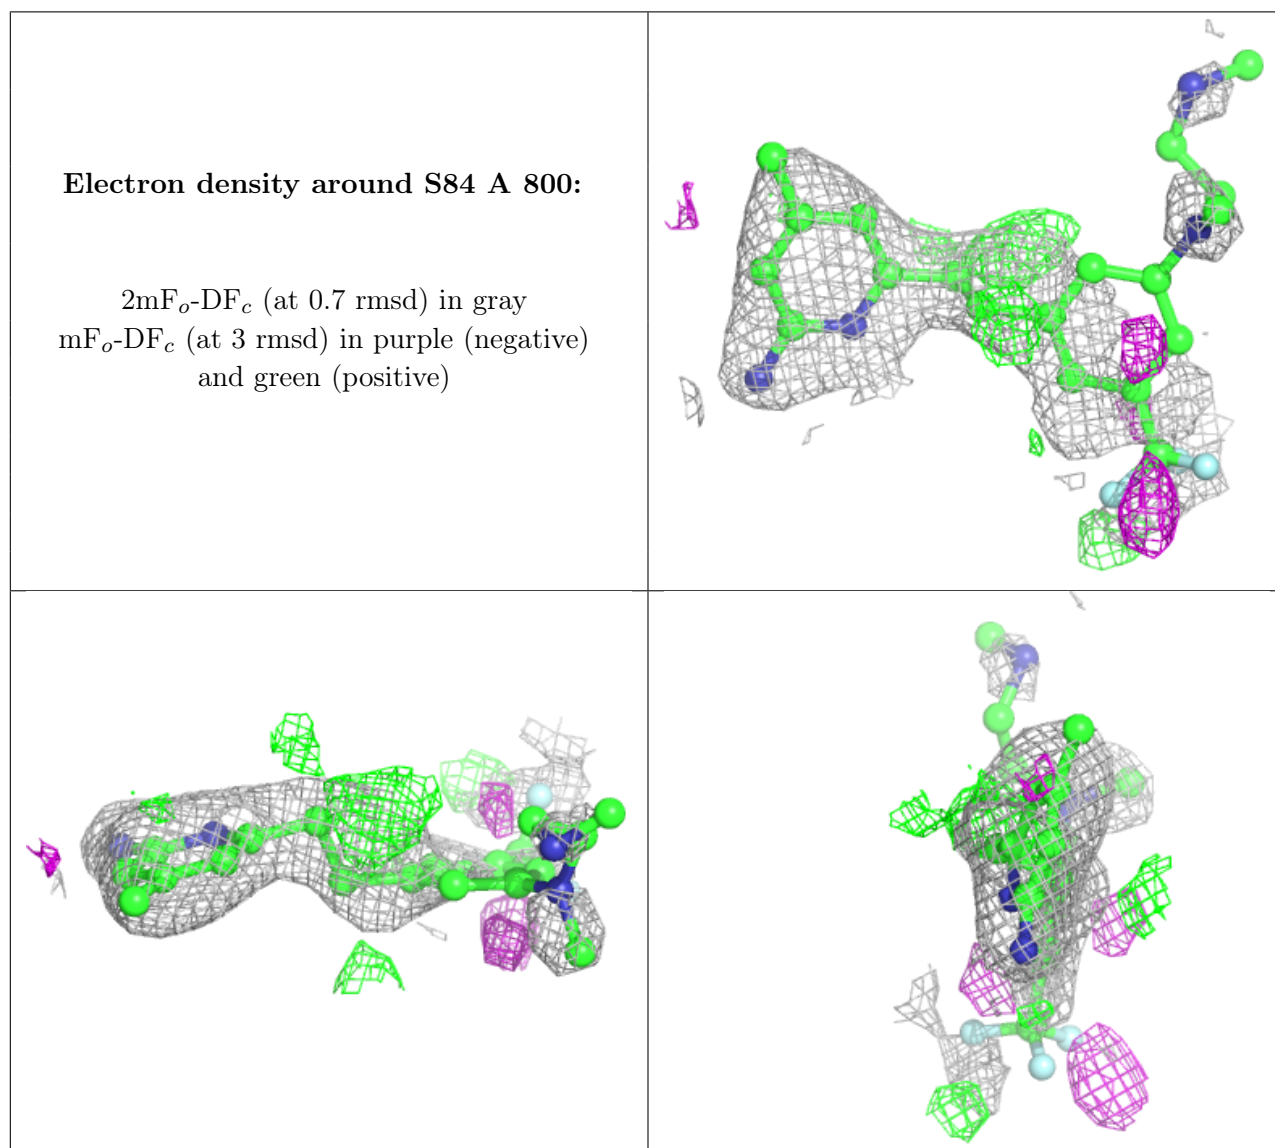 Electron density around S84 A 800:
2mFo-DFc (at 0.7 rmsd) in gray
mFo-DFc (at 3 rmsd) in purple (negative)
and green (positive)